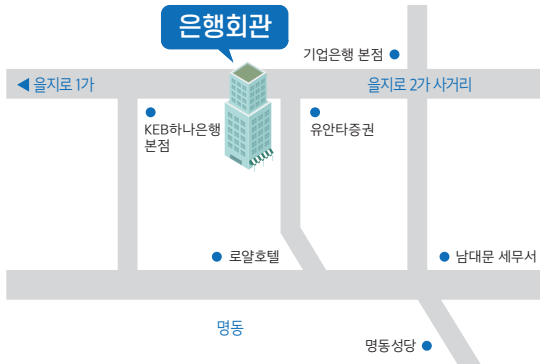 은행회관
기업은행 본점
을지로 1가
을지로 2가 사거리
KEB하나은행
본점
유안타증권
로얄호텔
남대문 세무서
명동
명동성당